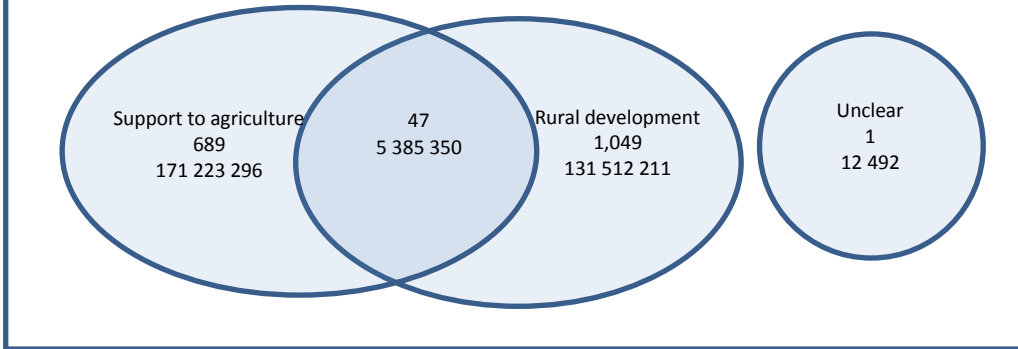 Support to agriculture
689
171 223 296
47
5 385 350
Rural development
1,049
131 512 211
Unclear
1
12 492